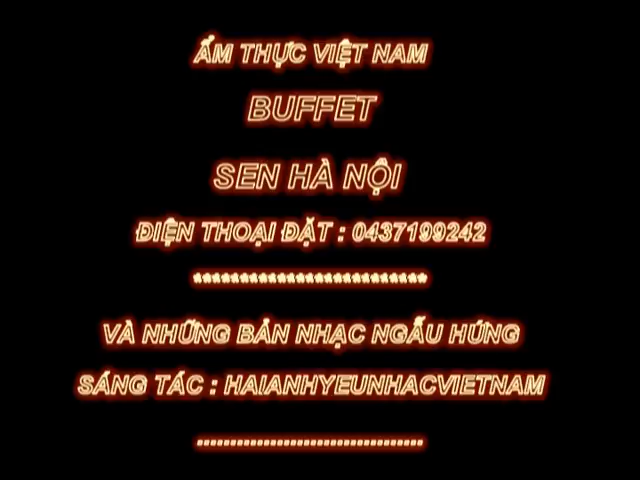 ẨM THỰC VIỆT NAM
BUFFET
SEN HÀ NỘI
ĐIỆN THOẠI ĐẶT : 0437199242
*************************
VÀ NHỮNG BẢN NHẠC NGẪU HỨNG
SÁNG TÁC : HAIANHYEUNHACVIETNAM